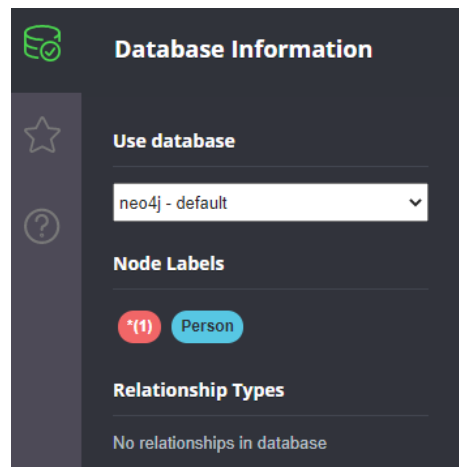 Database Information
Use database
neo4j - default
Node Labels
*(1) Person
Relationship Types
No relationships in database